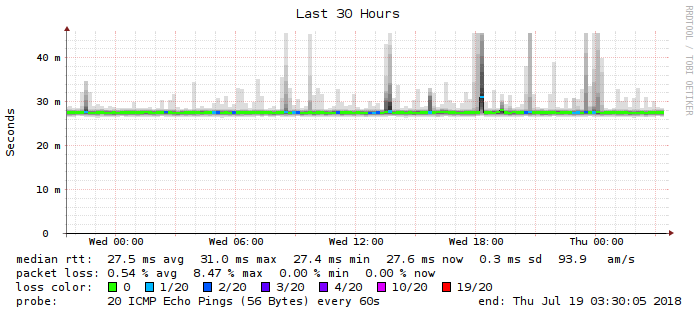 Last 30 Hours
RRDTOOL / TOBI OETIKER
Seconds
40 m
30 m
20 m
10 m
0
Wed 00:00 Wed 06:00 Wed 12:00 Wed 18:00 Thu 00:00
median rtt: 27.5 ms avg 31.0 ms max 27.4 ms min 27.6 ms now 0.3 ms sd 93.9 am/s
packet loss: 0.54 % avg 8.47 % max 0.00 % min 0.00 % now
loss color: 0 1/20 2/20 3/20 4/20 10/20 19/20
probe: 20 ICMP Echo Pings (56 Bytes) every 60s end: Thu Jul 19 03:30:05 2018